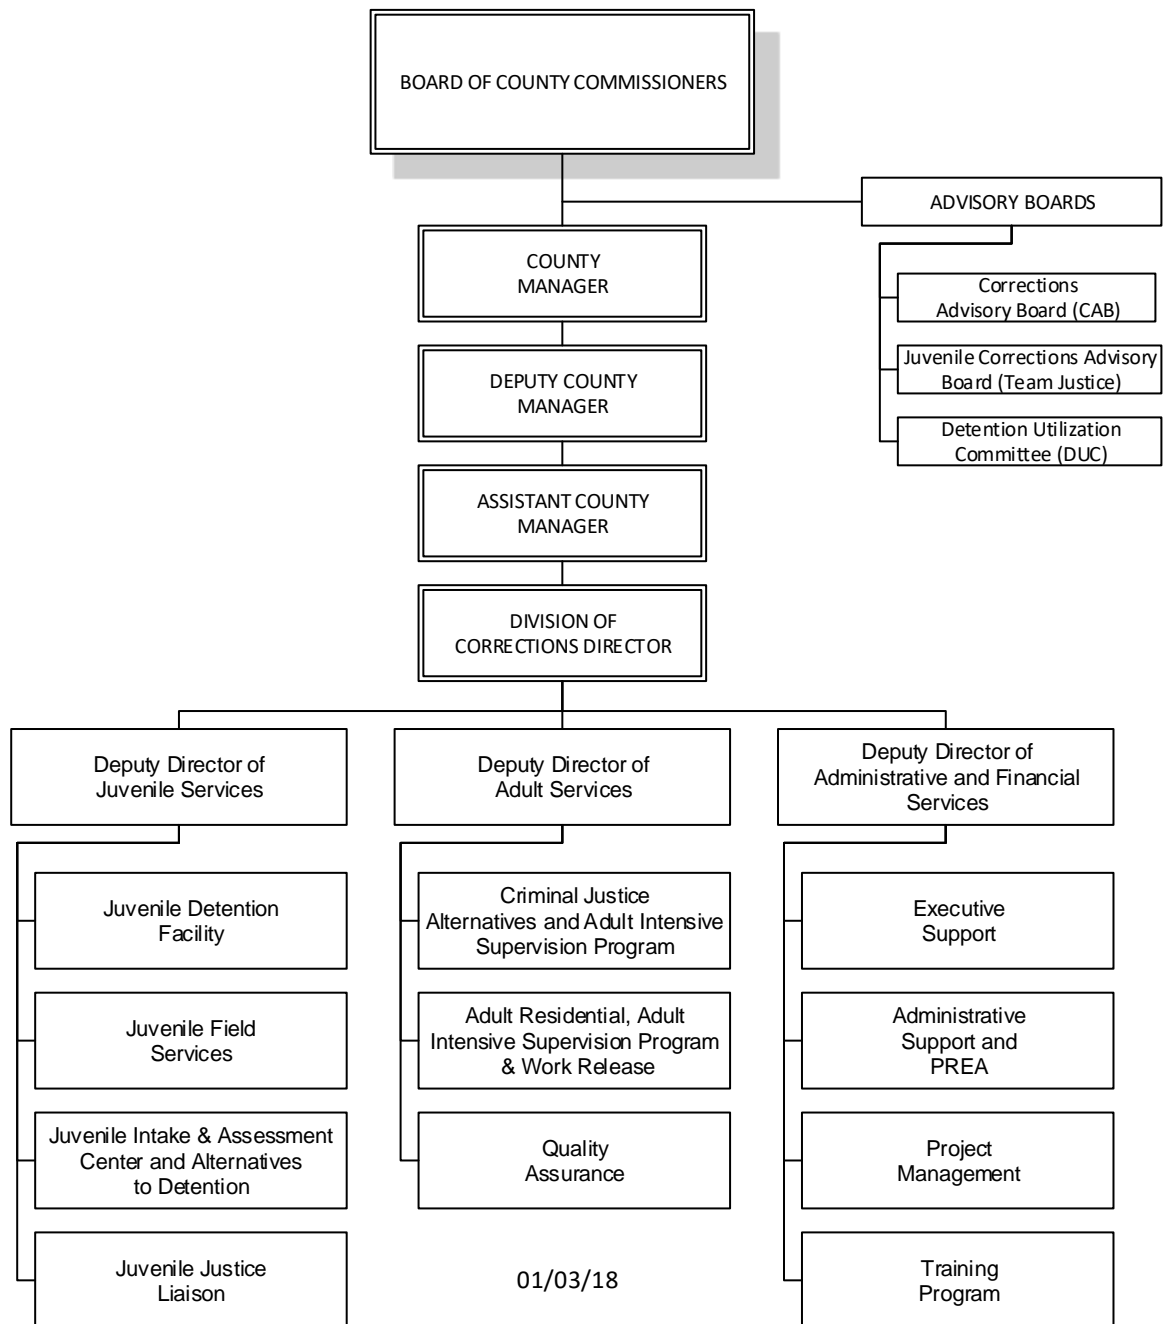 BOARD OF COUNTY COMMISSIONERS
ADVISORY BOARDS
COUNTY
MANAGER
Corrections
Advisory Board (CAB)
Juvenile Corrections Advisory
Board (Team Justice)
DEPUTY COUNTY
MANAGER
Detention Utilization
Committee (DUC)
ASSISTANT COUNTY
MANAGER
DIVISION OF
CORRECTIONS DIRECTOR
Deputy Director of
Juvenile Services
Deputy Director of
Adult Services
Deputy Director of
Administrative and Financial
Services
Juvenile Detention
Facility
Criminal Justice
Alternatives and Adult Intensive
Supervision Program
Executive
Support
Juvenile Field
Services
Adult Residential, Adult
Intensive Supervision Program
& Work Release
Administrative
Support and
PREA
Juvenile Intake & Assessment
Center and Alternatives
to Detention
Quality
Assurance
Project
Management
Juvenile Justice
Liaison
01/03/18
Training
Program